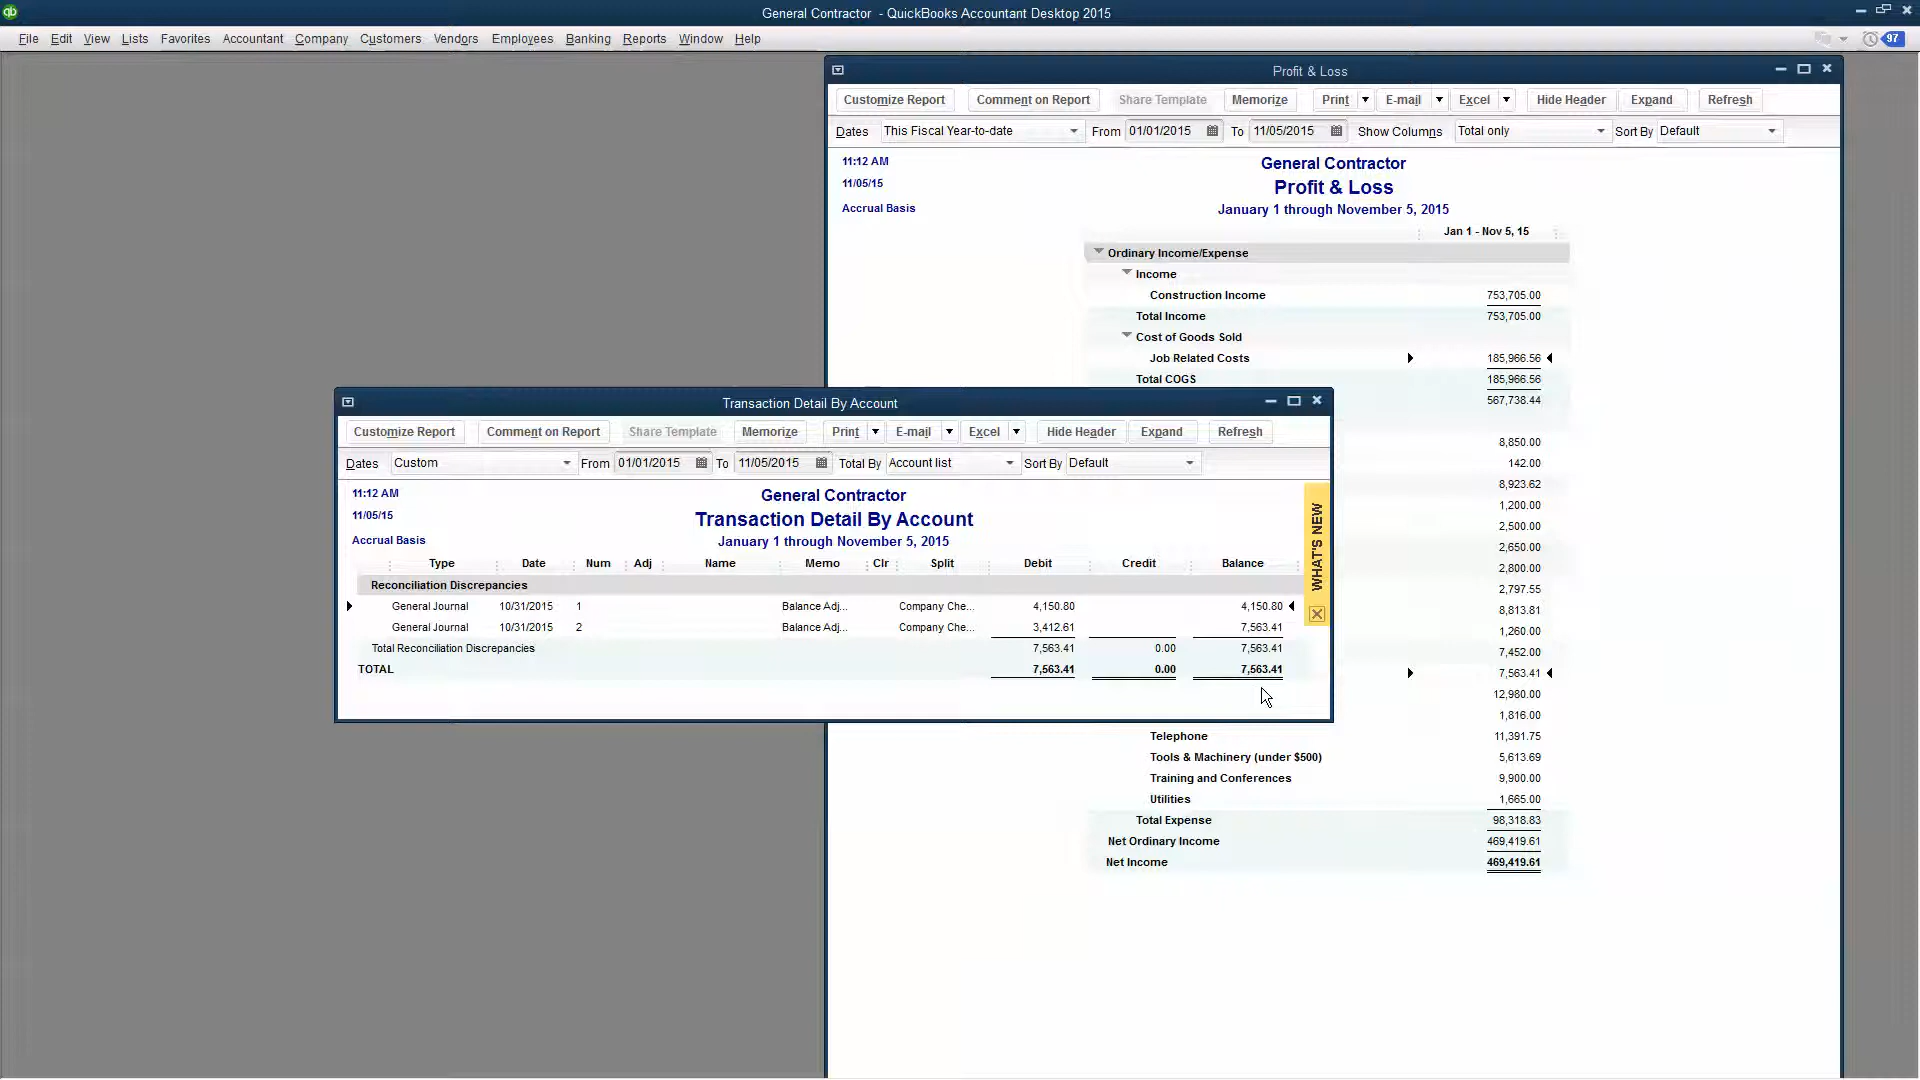 qb
General Contractor - QuickBooks Accountant Desktop 2015
File Edit View Lists Favorites Accountant Company Customers Vendors Employees Banking Reports Window Help
97
Profit & Loss
Customize Report Comment on Report Share Template Memorize Print E-mail Excel Hide Header Expand Refresh
Dates This Fiscal Year-to-date From 01/01/2015 To 11/05/2015 Show Columns Total only Sort By Default
11:12 AM
11/05/15
Accrual Basis
General Contractor
Profit & Loss
January 1 through November 5, 2015
Jan 1 - Nov 5, 15
Ordinary Income/Expense
Income
Construction Income 753,705.00
Total Income 753,705.00
Cost of Goods Sold
Job Related Costs 185,966.56
Total COGS 185,966.56
567,738.44
8,850.00
142.00
8,923.62
1,200.00
2,500.00
2,650.00
2,800.00
2,797.55
8,813.81
1,260.00
7,452.00
7,563.41
12,980.00
1,816.00
Telephone 11,391.75
Tools & Machinery (under $500) 5,613.69
Training and Conferences 9,900.00
Utilities 1,665.00
Total Expense 98,318.83
Net Ordinary Income 469,419.61
Net Income 469,419.61
Transaction Detail By Account
Customize Report Comment on Report Share Template Memorize Print E-mail Excel Hide Header Expand Refresh
Dates Custom From 01/01/2015 To 11/05/2015 Total By Account list Sort By Default
11:12 AM
11/05/15
Accrual Basis
General Contractor
Transaction Detail By Account
January 1 through November 5, 2015
Type Date Num Adj Name Memo Clr Split Debit Credit Balance
Reconciliation Discrepancies
General Journal 10/31/2015 1 Balance Adj... Company Che... 4,150.80 4,150.80
General Journal 10/31/2015 2 Balance Adj... Company Che... 3,412.61 7,563.41
Total Reconciliation Discrepancies 7,563.41 0.00 7,563.41
TOTAL 7,563.41 0.00 7,563.41
WHAT'S NEW